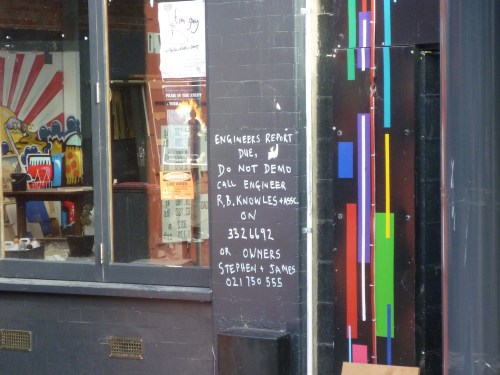 ENGINEERS REPORT
DUE,
DO NOT DEMO
CALL ENGINEER
R,B, KNOWLES + ASSC.
ON
3326692
OR OWNERS
STEPHEN + JAMES
021 750 555